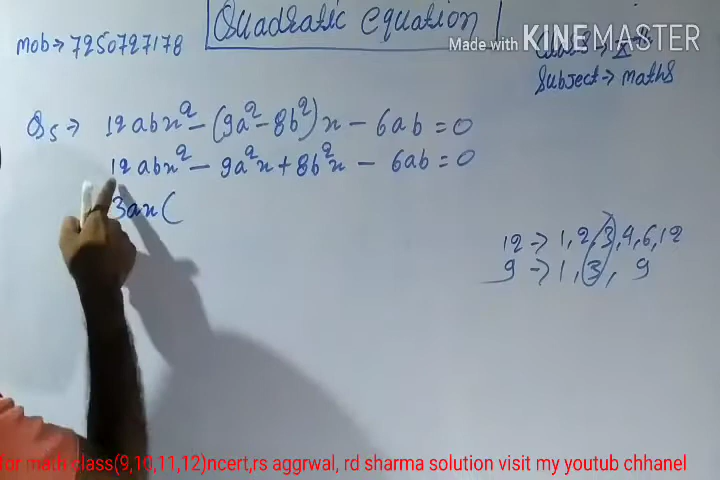 Quadratic equation
Mob → 7250727178
Made with KINEMASTER
Subject → maths
Q5 → 12abx² - (9a² - 8b²)x - 6ab = 0
12abx² - 9a²x + 8b²x - 6ab = 0
3ax (
12 → 1, 2, 3, 4, 6, 12
9 → 1, 3, 9
for math class(9,10,11,12)ncert,rs aggrwal, rd sharma solution visit my youtub chhanel